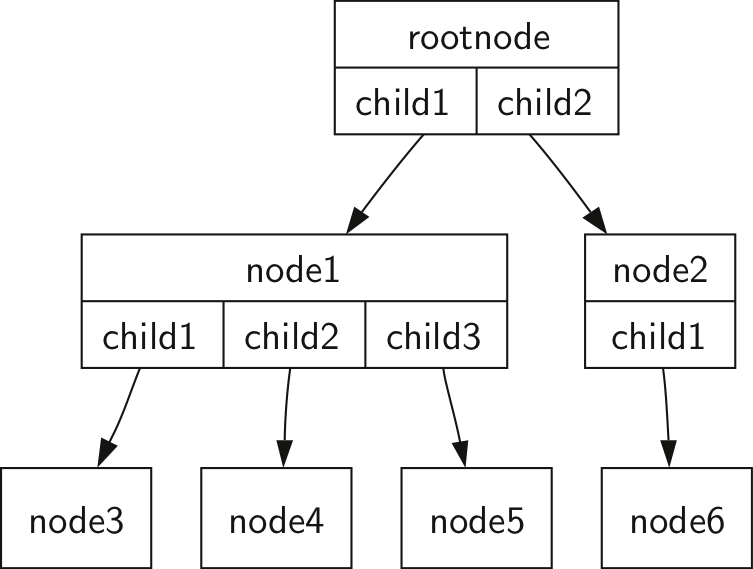 rootnode
child1 child2
node1 node2
child1 child2 child3 child1
node3 node4 node5 node6